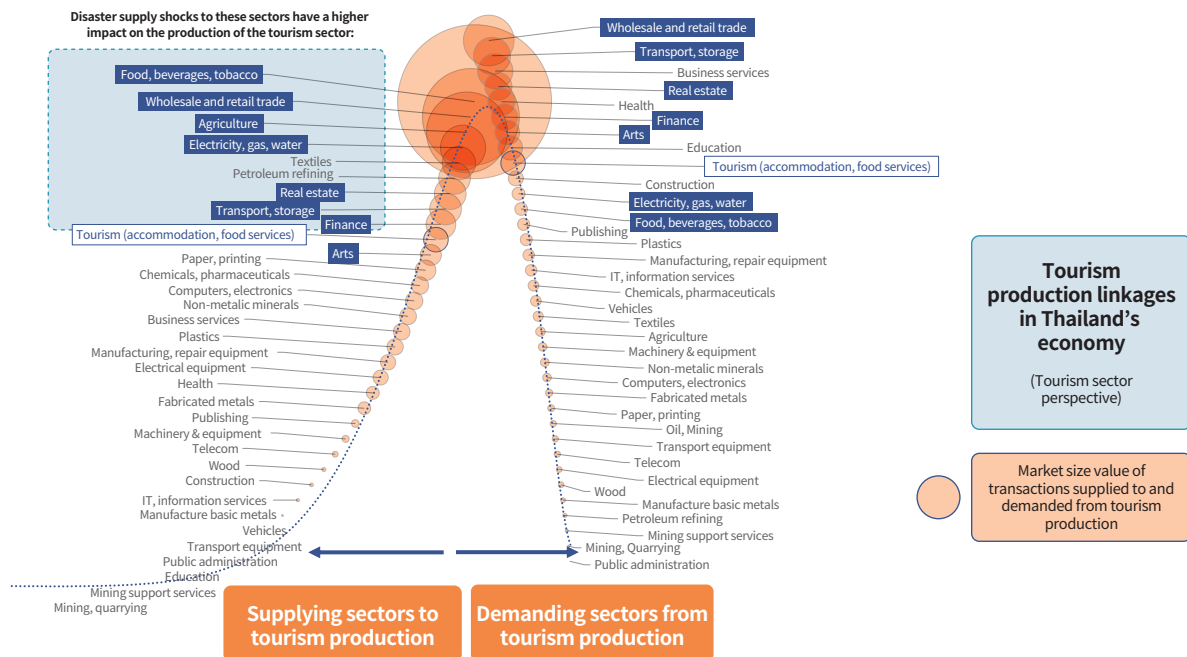 Disaster supply shocks to these sectors have a higher
impact on the production of the tourism sector:
Food, beverages, tobacco
Wholesale and retail trade
Agriculture
Electricity, gas, water
Textiles
Petroleum refining
Real estate
Transport, storage
Finance
Tourism (accommodation, food services)
Arts
Paper, printing
Chemicals, pharmaceuticals
Computers, electronics
Non-metalic minerals
Business services
Plastics
Manufacturing, repair equipment
Electrical equipment
Health
Fabricated metals
Publishing
Machinery & equipment
Telecom
Wood
Construction
IT, information services
Manufacture basic metals
Vehicles
Transport equipment
Public administration
Education
Mining support services
Mining, quarrying
Wholesale and retail trade
Transport, storage
Business services
Real estate
Health
Finance
Arts
Education
Tourism (accommodation, food services)
Construction
Electricity, gas, water
Food, beverages, tobacco
Publishing
Plastics
Manufacturing, repair equipment
IT, information services
Chemicals, pharmaceuticals
Vehicles
Textiles
Agriculture
Machinery & equipment
Non-metalic minerals
Computers, electronics
Fabricated metals
Paper, printing
Oil, Mining
Transport equipment
Telecom
Electrical equipment
Wood
Manufacture basic metals
Petroleum refining
Mining support services
Mining, Quarrying
Public administration
Supplying sectors to
tourism production
Demanding sectors from
tourism production
Tourism
production linkages
in Thailand's
economy
(Tourism sector
perspective)
Market size value of
transactions supplied to and
demanded from tourism
production